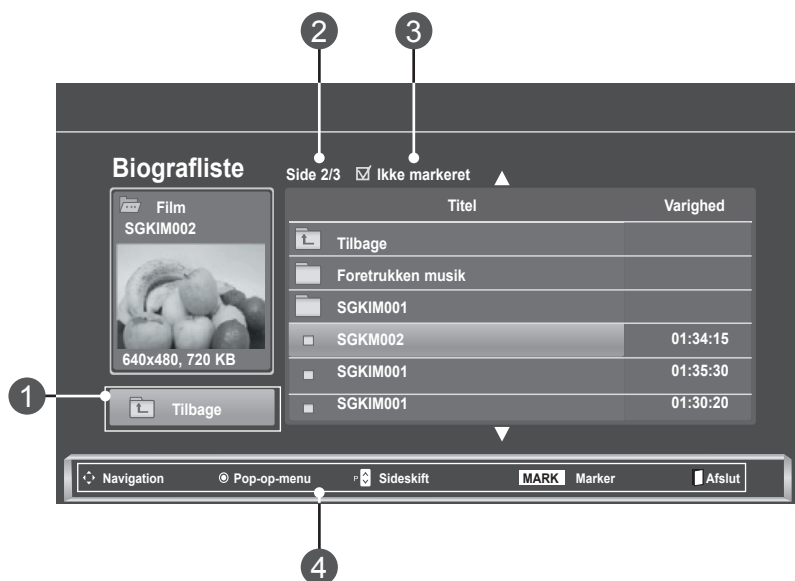 2 3
Biografliste
Side 2/3 Ikke markeret
Film
SGKIM002
640x480, 720 KB
Titel Varighed
Tilbage
Foretrukken musik
SGKIM001
SGKM002 01:34:15
SGKIM001 01:35:30
SGKIM001 01:30:20
1
Tilbage
Navigation Pop-op-menu P Sideskift MARK Marker Afslut
4